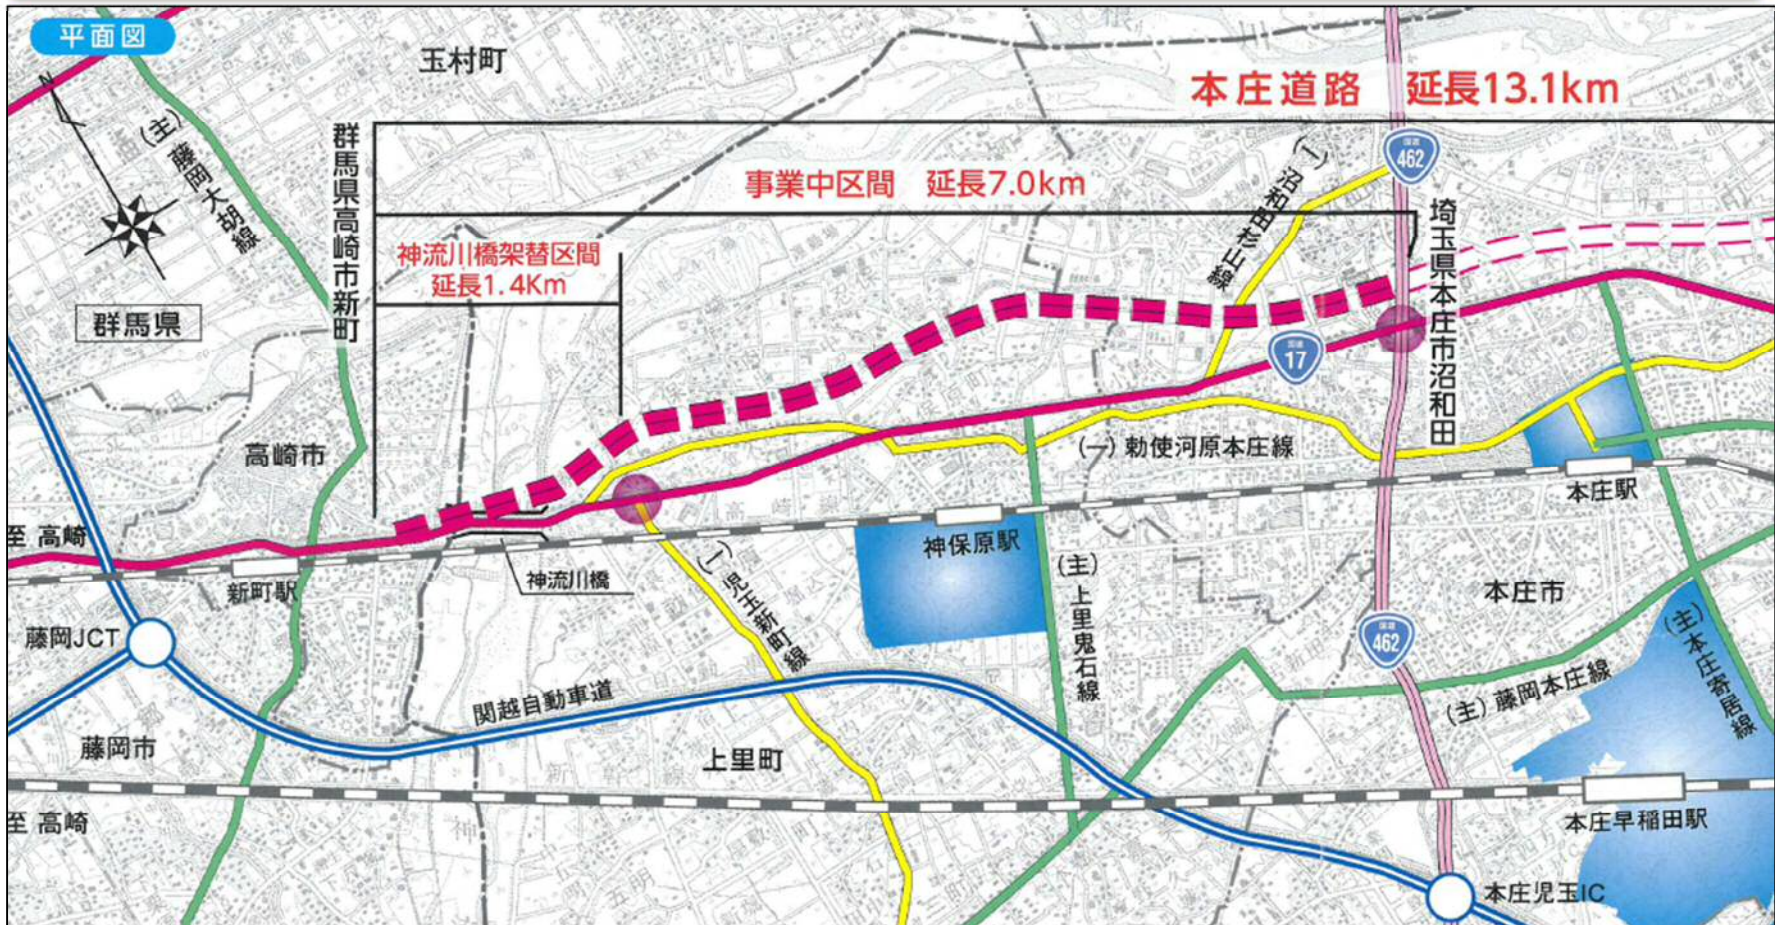 平面図
N
玉村町
本庄道路 延長13.1km
事業中区間 延長7.0km
神流川橋架替区間
延長1.4Km
群馬県高崎市新町
埼玉県本庄市沼和田
(主)藤岡大胡線
(一)沼和田杉山線
国道
462
群馬県
国道
17
高崎市
(一)勅使河原本庄線
本庄駅
至 高崎
新町駅
神流川橋
神保原駅
(一)児玉新町線
(主)上里鬼石線
本庄市
国道
462
(主)本庄寄居線
(主)藤岡本庄線
藤岡JCT
関越自動車道
藤岡市
上里町
至 高崎
本庄早稲田駅
本庄児玉IC